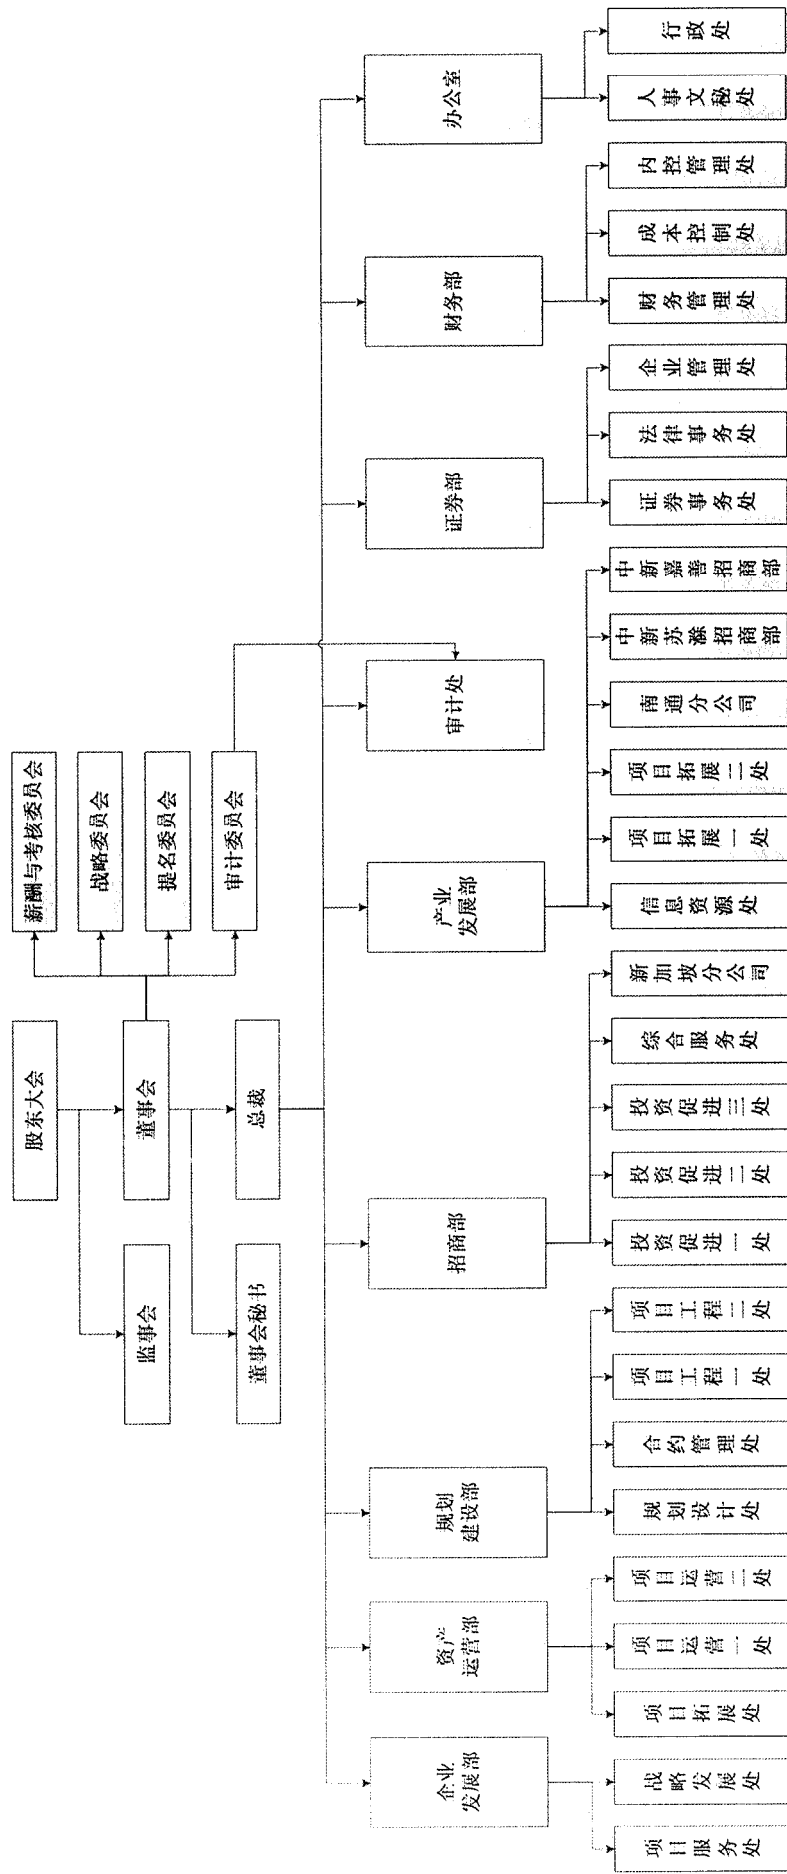 股东大会
监事会
董事会
薪酬与考核委员会
战略委员会
提名委员会
审计委员会
董事会秘书
总裁
企业
发展部
资产
运营部
规划
建设部
招商部
产业
发展部
审计处
证券部
财务部
办公室
项目服务处
战略发展处
项目拓展处
项目运营一处
项目运营二处
规划设计处
合约管理处
项目工程一处
项目工程二处
投资促进一处
投资促进二处
投资促进三处
综合服务处
新加坡分公司
信息资源处
项目拓展一处
项目拓展二处
南通分公司
中新苏滁招商部
中新嘉善招商部
证券事务处
法律事务处
企业管理处
财务管理处
成本控制处
内控管理处
人事文秘处
行政处